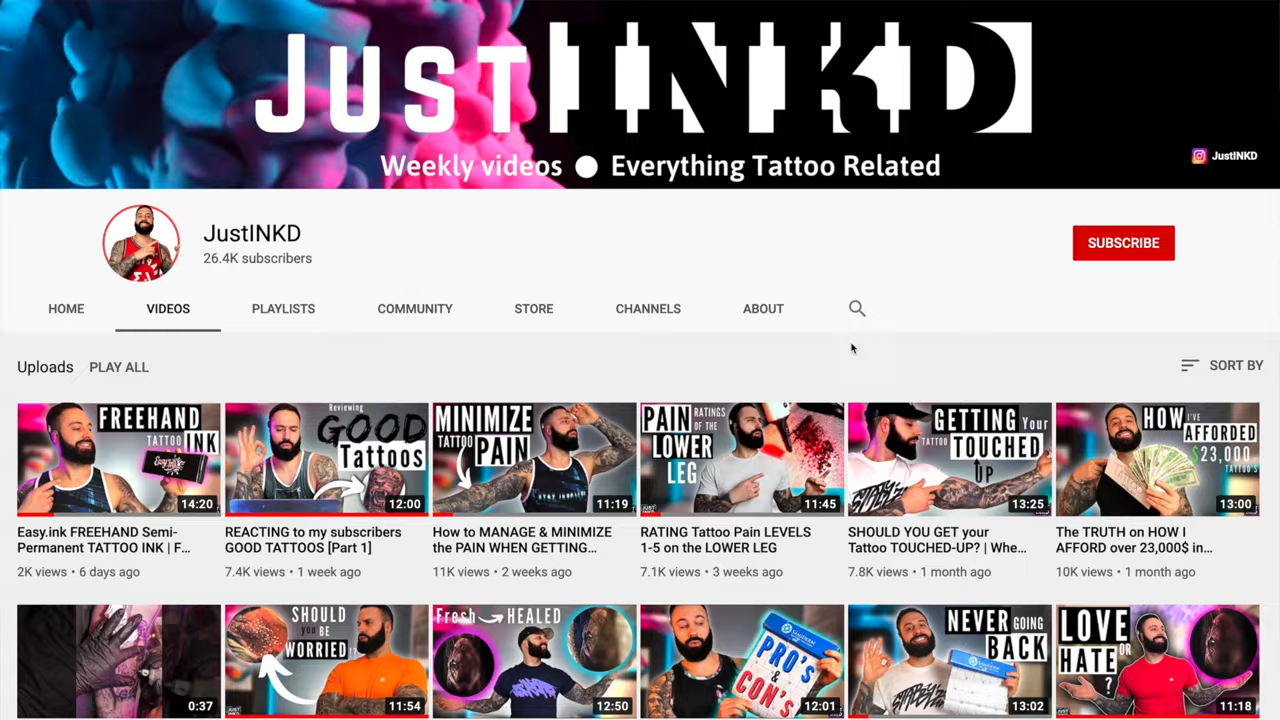 JUSTINKD
Weekly videos ● Everything Tattoo Related
JustINKD
JustINKD
26.4K subscribers
SUBSCRIBE
HOME
VIDEOS
PLAYLISTS
COMMUNITY
STORE
CHANNELS
ABOUT
Uploads
PLAY ALL
SORT BY
FREEHAND
TATTOO INK
14:20
Reviewing
GOOD
Tattoos
12:00
MINIMIZE
TATTOO PAIN
11:19
PAIN RATINGS
OF THE
LOWER
LEG
11:45
GETTING Your
TATTOO TOUCHED
UP
13:25
HOW I'VE
AFFORDED
$23,000
TATTOO'S
13:00
Easy.ink FREEHAND Semi-
Permanent TATTOO INK | F...
2K views • 6 days ago
REACTING to my subscribers
GOOD TATTOOS [Part 1]
7.4K views • 1 week ago
How to MANAGE & MINIMIZE
the PAIN WHEN GETTING...
11K views • 2 weeks ago
RATING Tattoo Pain LEVELS
1-5 on the LOWER LEG
7.1K views • 3 weeks ago
SHOULD YOU GET your
Tattoo TOUCHED-UP? | Whe...
7.8K views • 1 month ago
The TRUTH on HOW I
AFFORD over 23,000$ in...
10K views • 1 month ago
0:37
SHOULD
you BE
WORRIED?
JUST
INKD
11:54
Fresh HEALED
12:50
PRO'S
&
CON'S
12:01
NEVER GOING
BACK
13:02
LOVE
OR
HATE
?
11:18